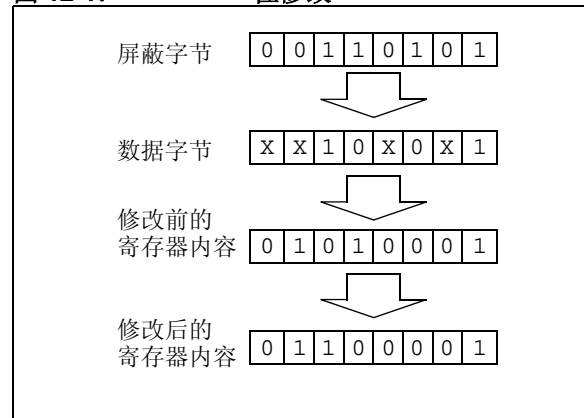 屏蔽字节 0 0 1 1 0 1 0 1
数据字节 X X 1 0 X 0 X 1
修改前的
寄存器内容 0 1 0 1 0 0 0 1
修改后的
寄存器内容 0 1 1 0 0 0 0 1